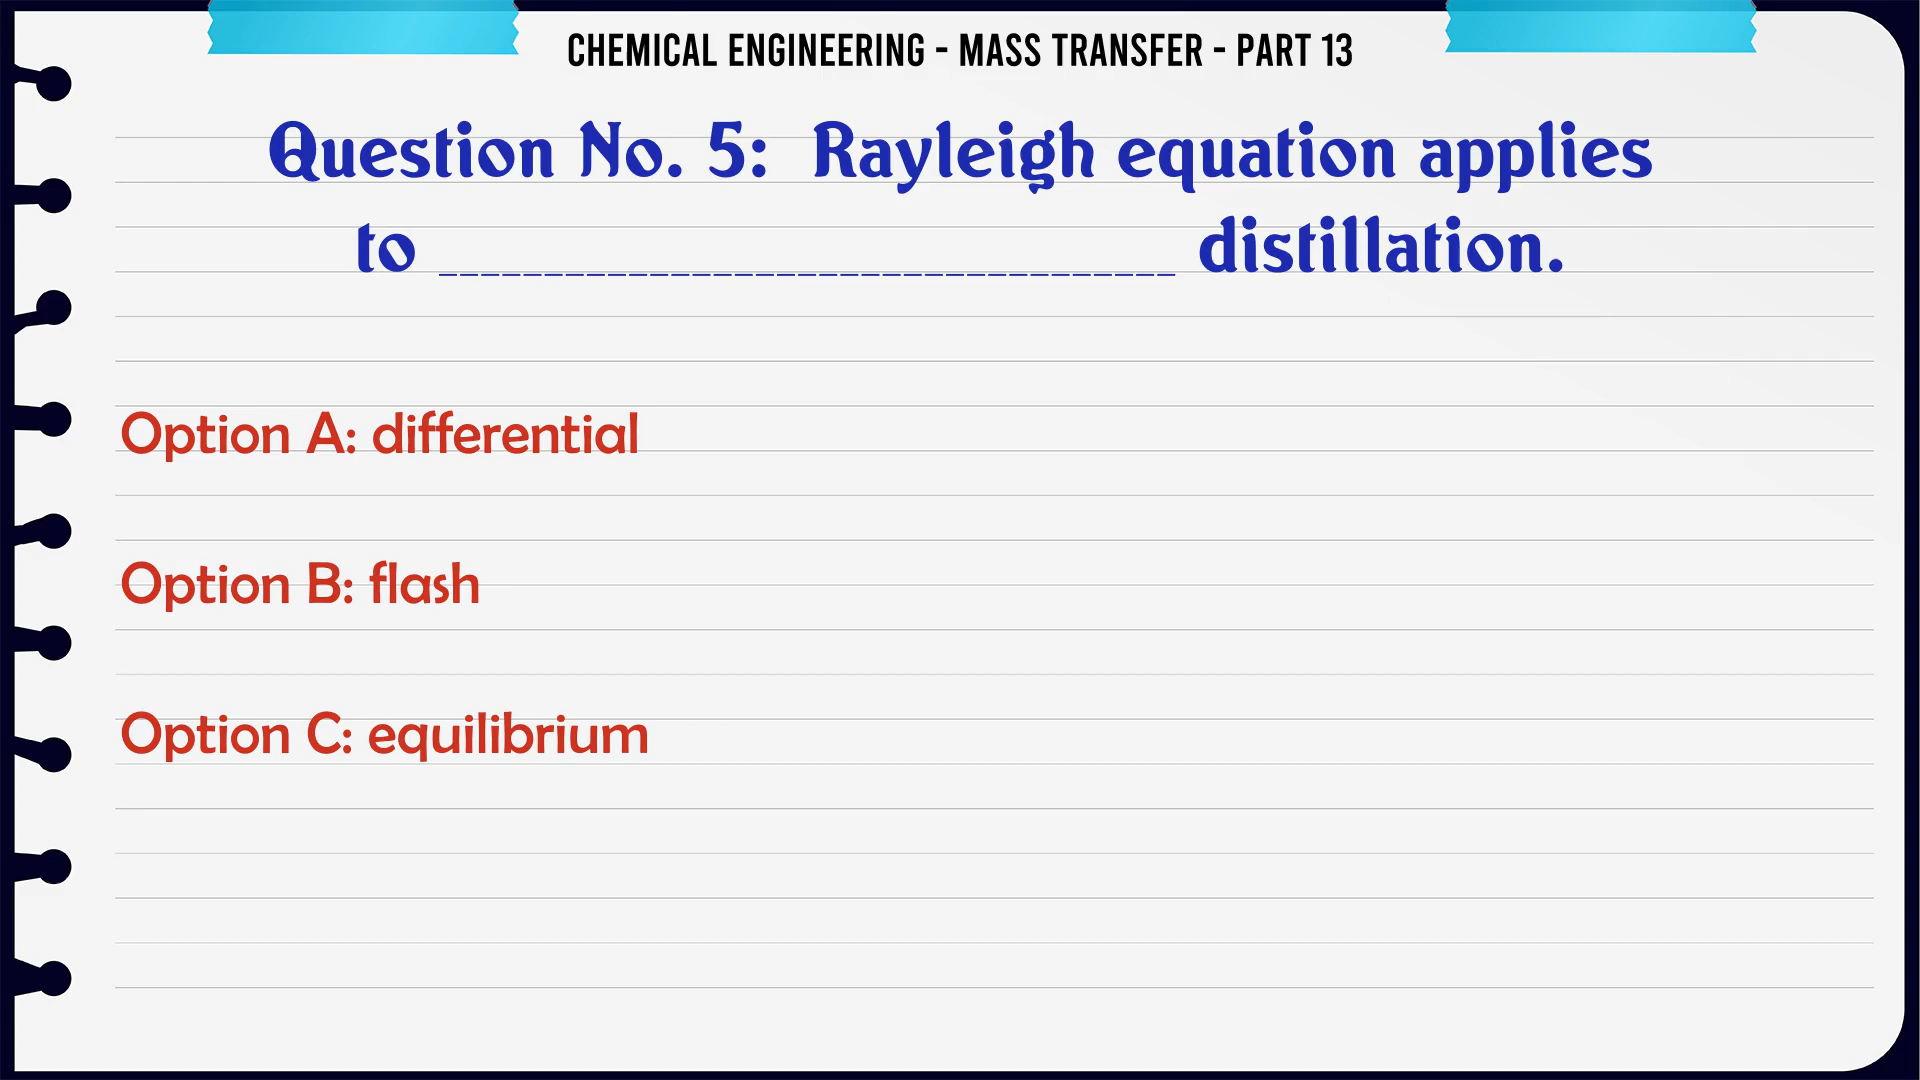 CHEMICAL ENGINEERING - MASS TRANSFER - PART 13
Question No. 5: Rayleigh equation applies
to ___________________________________ distillation.
Option A: differential
Option B: flash
Option C: equilibrium